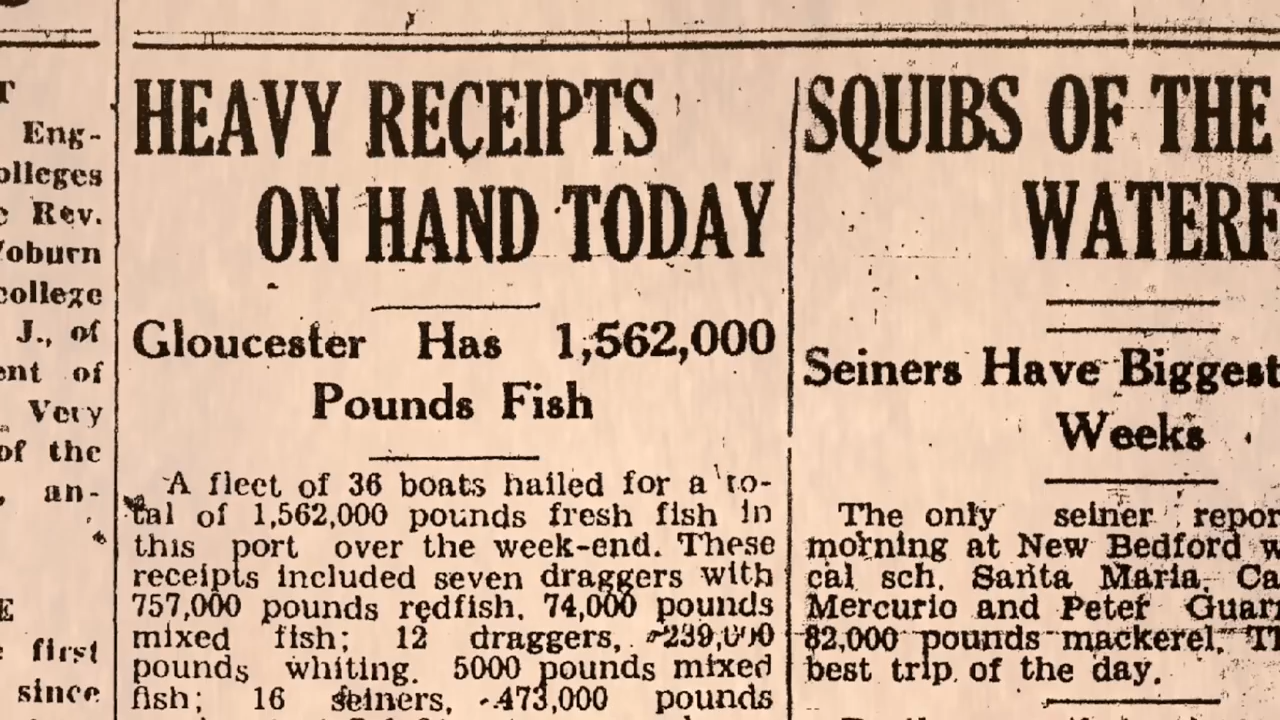 T
Eng-
olleges
Rev.
oburn
college
J., of
ent of
Very
of the
, an-
E
first
since
HEAVY RECEIPTS
ON HAND TODAY
Gloucester Has 1,562,000
Pounds Fish
A fleet of 36 boats hailed for a to-
tal of 1,562,000 pounds fresh fish in
this port over the week-end. These
receipts included seven draggers with
757,000 pounds redfish, 74,000 pounds
mixed fish; 12 draggers, 239,000
pounds whiting, 5000 pounds mixed
fish; 16 seiners, 473,000 pounds
SQUIBS OF THE
WATERF
Seiners Have Biggest
Weeks
The only seiner repor
morning at New Bedford w
cal sch. Santa Maria, Ca
Mercurio and Peter Guar
82,000 pounds mackerel. Th
best trip of the day.